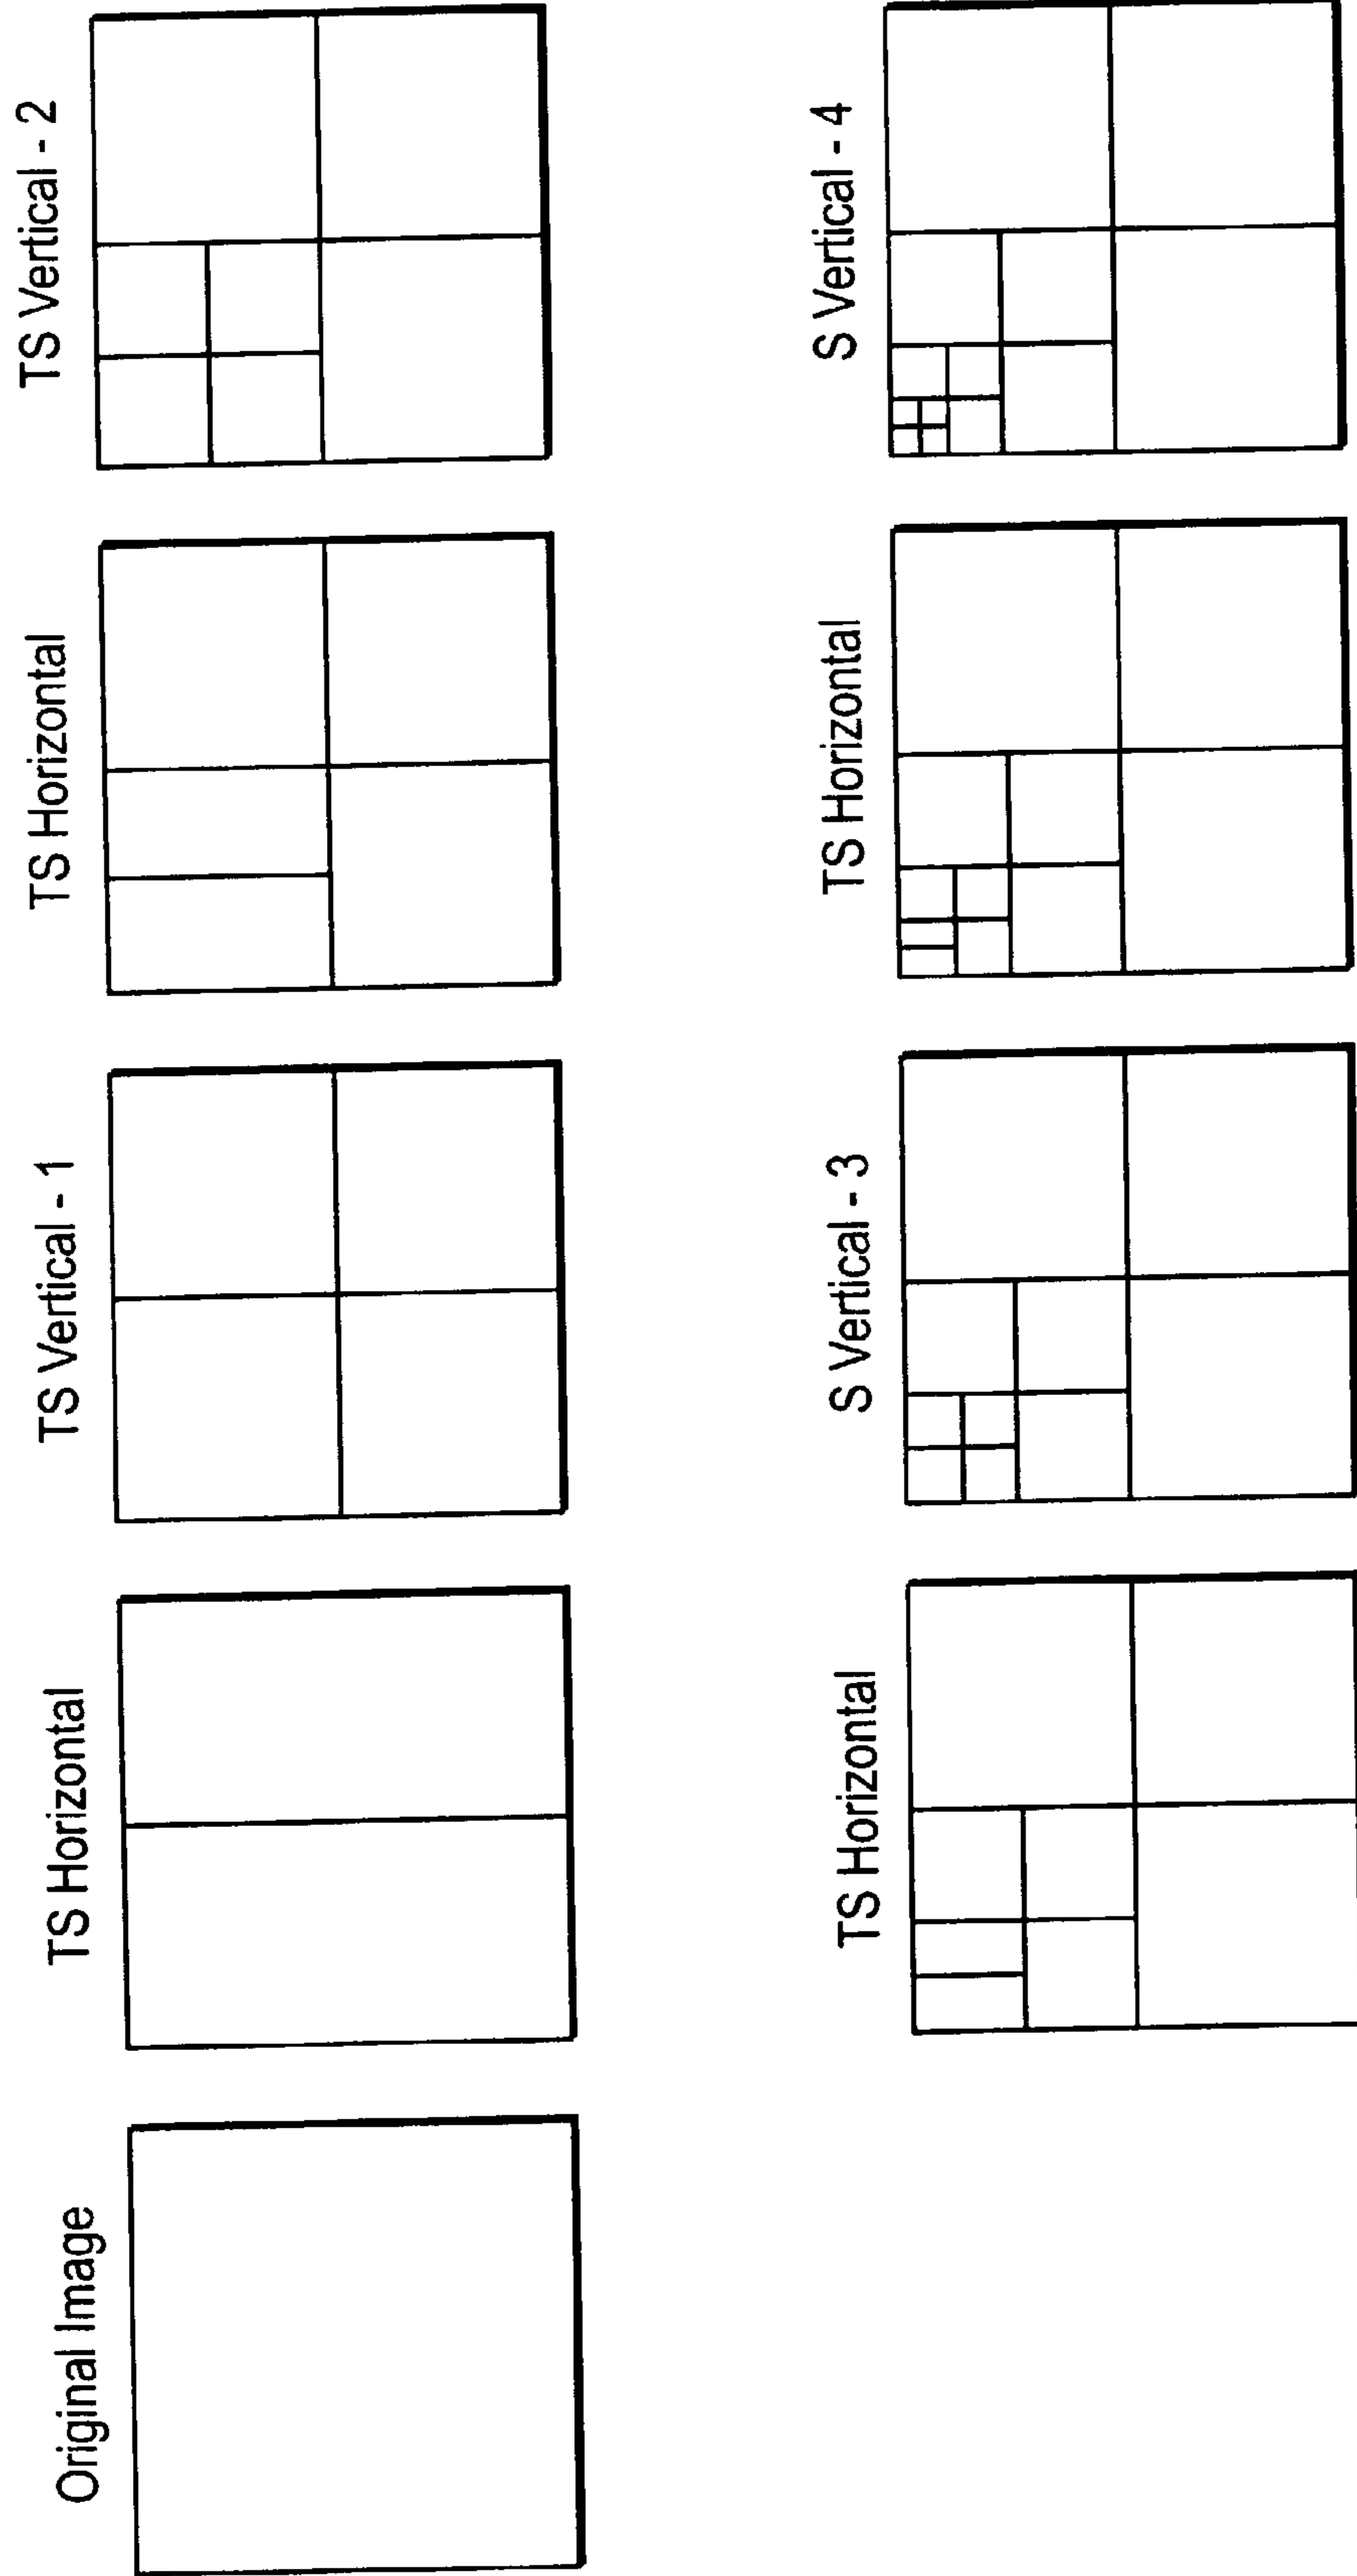 Original Image
TS Horizontal
TS Vertical - 1
TS Horizontal
TS Vertical - 2
TS Horizontal
S Vertical - 3
TS Horizontal
S Vertical - 4